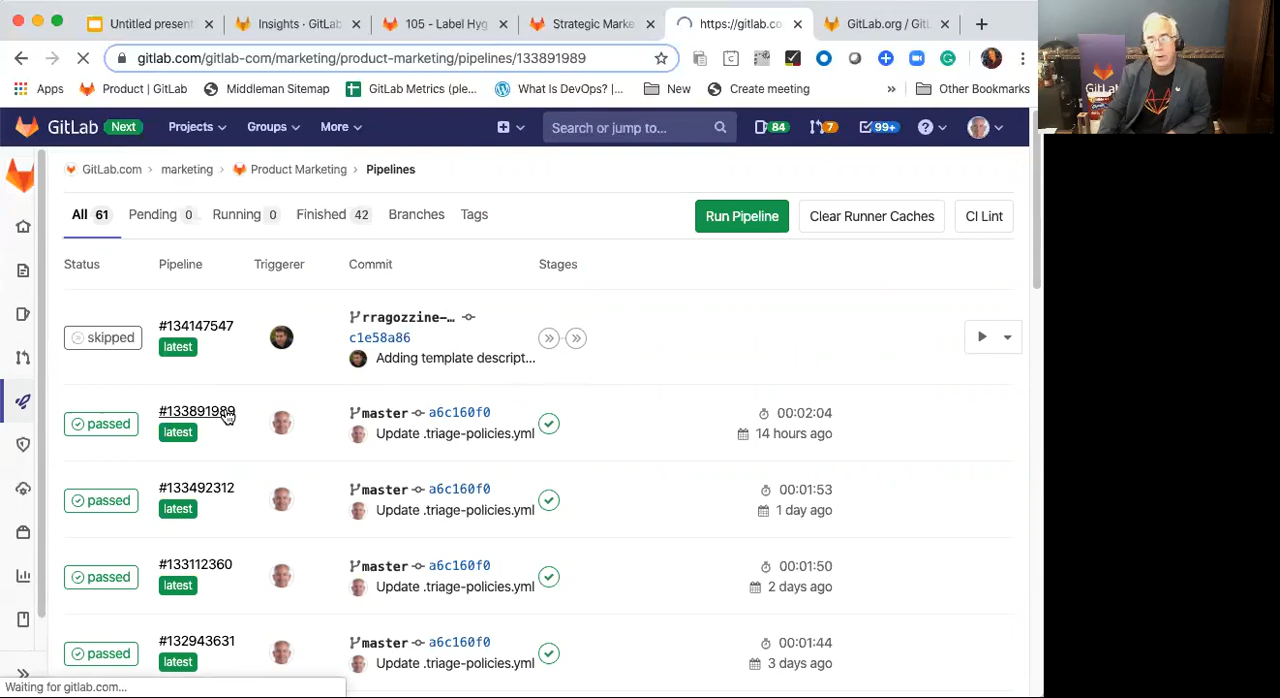 Untitled present
Insights · GitLab
105 - Label Hyg
Strategic Marke
https://gitlab.co
GitLab.org / GitL
gitlab.com/gitlab-com/marketing/product-marketing/pipelines/133891989
Apps
Product | GitLab
Middleman Sitemap
GitLab Metrics (ple...
What Is DevOps? |...
New
Create meeting
»
Other Bookmarks
GitLab Next
Projects
Groups
More
Search or jump to...
84
7
99+
GitLab.com > marketing > Product Marketing > Pipelines
All 61
Pending 0
Running 0
Finished 42
Branches
Tags
Run Pipeline
Clear Runner Caches
CI Lint
Status
Pipeline
Triggerer
Commit
Stages
skipped
#134147547
latest
rragozzine-...
c1e58a86
Adding template descript...
passed
#133891989
latest
master
a6c160f0
Update .triage-policies.yml
00:02:04
14 hours ago
passed
#133492312
latest
master
a6c160f0
Update .triage-policies.yml
00:01:53
1 day ago
passed
#133112360
latest
master
a6c160f0
Update .triage-policies.yml
00:01:50
2 days ago
passed
#132943631
latest
master
a6c160f0
Update .triage-policies.yml
00:01:44
3 days ago
Waiting for gitlab.com...